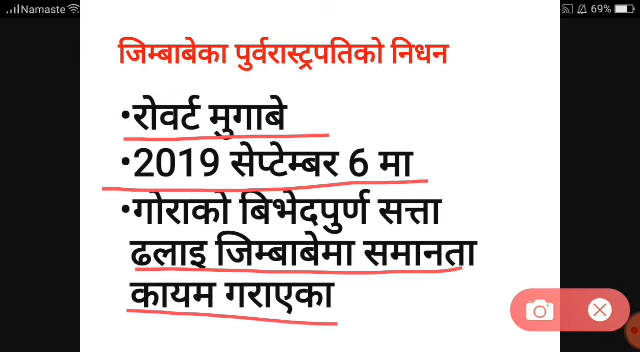 Namaste
69%
जिम्बाबेका पुर्वरास्ट्रपतिको निधन
•रोवर्ट मुगाबे
•2019 सेप्टेम्बर 6 मा
•गोराको बिभेदपुर्ण सत्ता
ढलाइ जिम्बाबेमा समानता
कायम गराएका